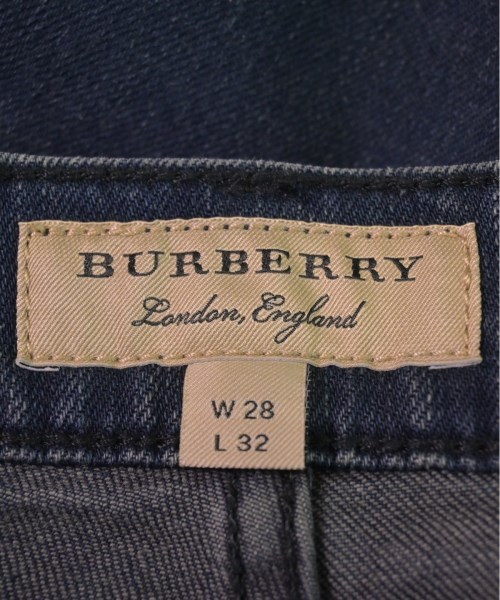 BURBERRY
London, England
W 28
L 32